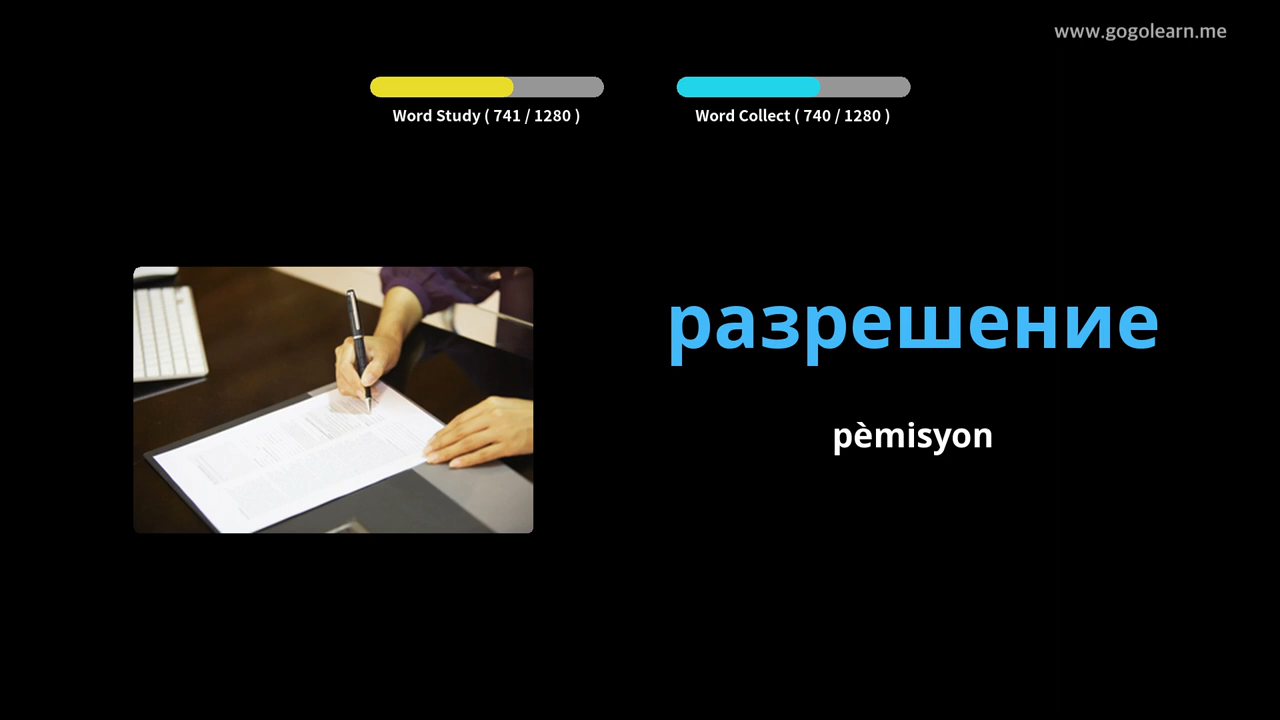 www.gogolearn.me
Word Study ( 741 / 1280 )
Word Collect ( 740 / 1280 )
разрешение
pèmisyon